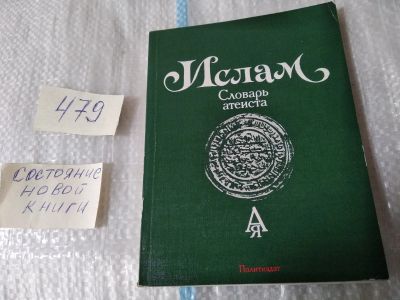 479
СОСТОЯНИЕ
НОВОЙ
КНИГИ
Ислам
Словарь
атеиста
А
Я
Политиздат